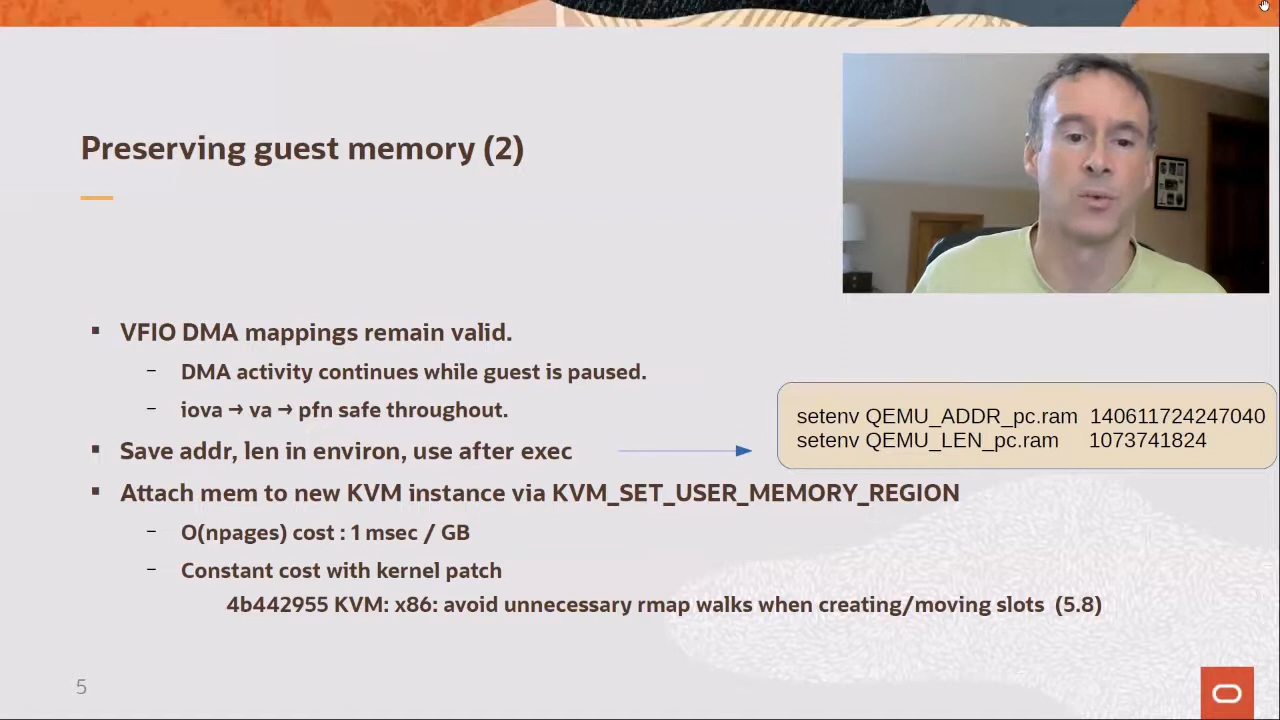 Preserving guest memory (2)
▪ VFIO DMA mappings remain valid.
– DMA activity continues while guest is paused.
– iova → va → pfn safe throughout.
▪ Save addr, len in environ, use after exec
setenv QEMU_ADDR_pc.ram 140611724247040
setenv QEMU_LEN_pc.ram 1073741824
▪ Attach mem to new KVM instance via KVM_SET_USER_MEMORY_REGION
– O(npages) cost : 1 msec / GB
– Constant cost with kernel patch
4b442955 KVM: x86: avoid unnecessary rmap walks when creating/moving slots (5.8)
5